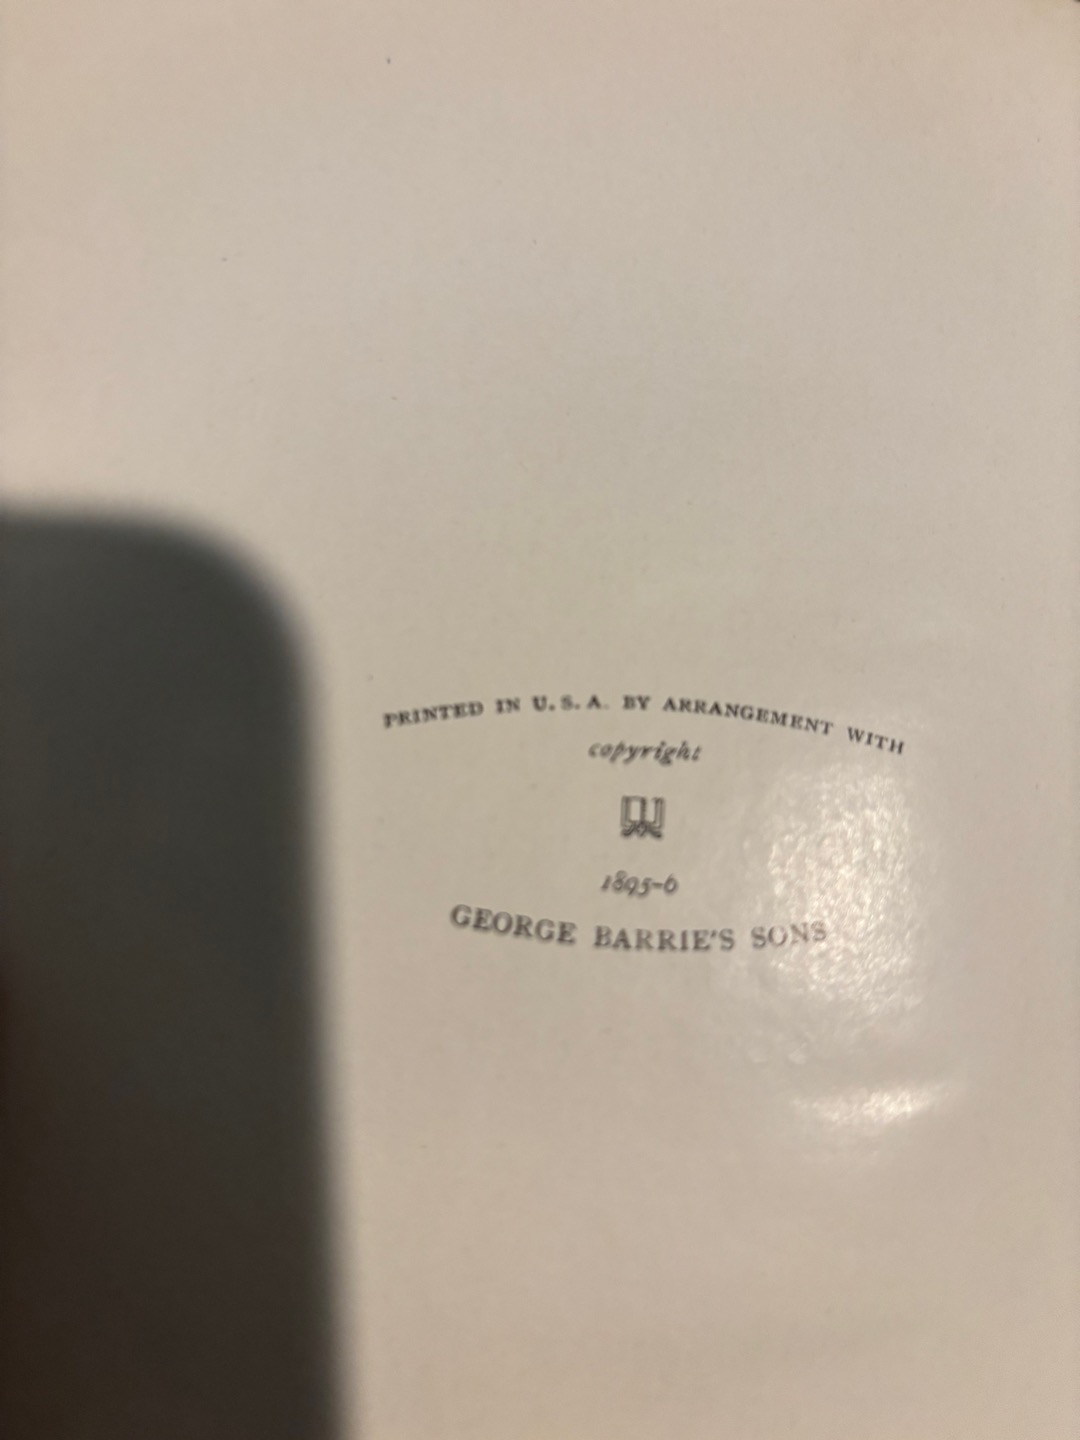 PRINTED IN U. S. A. BY ARRANGEMENT WITH
copyright
1895-6
GEORGE BARRIE'S SONS